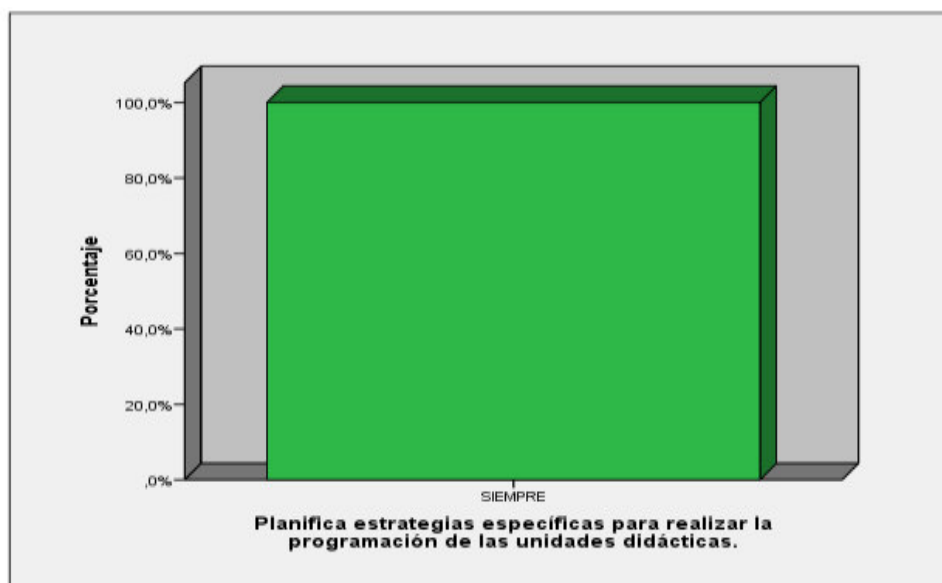 100,0%
80,0%
60,0%
40,0%
20,0%
,0%
Porcentaje
SIEMPRE
Planifica estrategias específicas para realizar la
programación de las unidades didácticas.